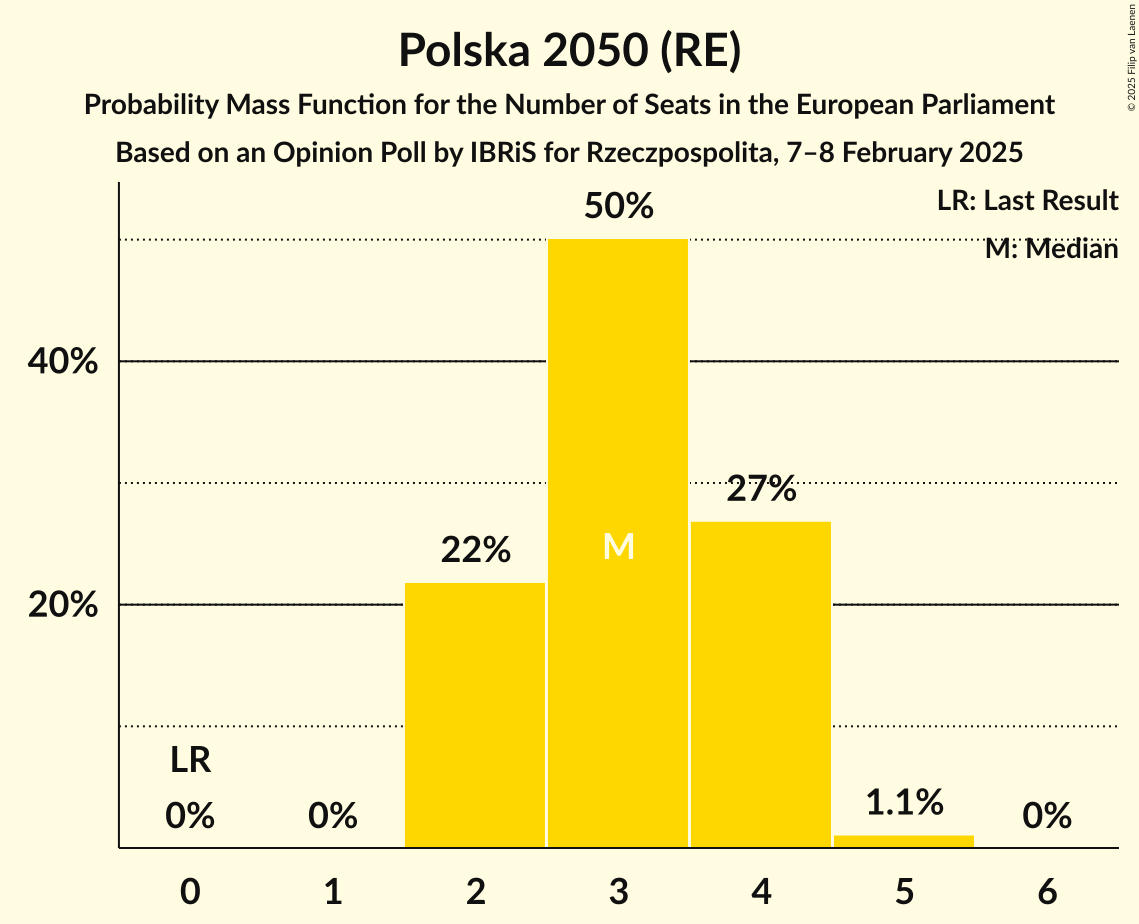 Polska 2050 (RE)
Probability Mass Function for the Number of Seats in the European Parliament
Based on an Opinion Poll by IBRiS for Rzeczpospolita, 7–8 February 2025
© 2025 Filip van Laenen
LR: Last Result
M: Median
50%
40%
27%
M
22%
20%
LR
0%
0%
1.1%
0%
0
1
2
3
4
5
6